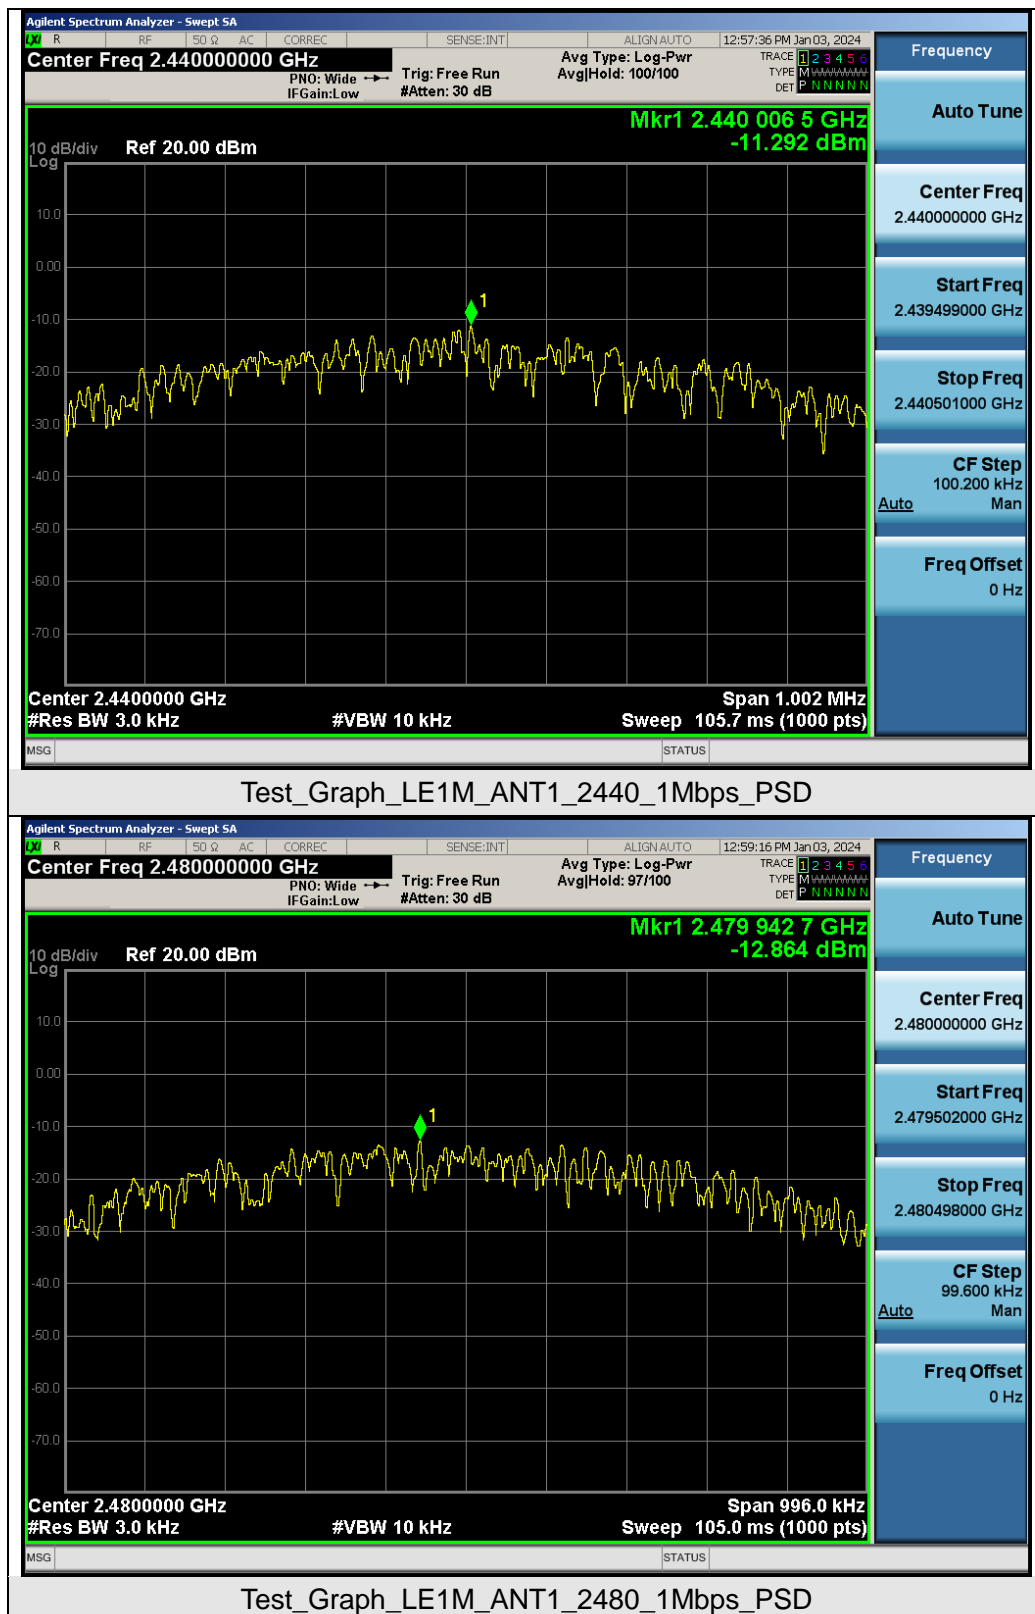 Agilent Spectrum Analyzer - Swept SA
LXI R RF 50 Ω AC CORREC SENSE:INT ALIGN AUTO 12:57:36 PM Jan 03, 2024
Center Freq 2.440000000 GHz
PNO: Wide
IFGain:Low
Trig: Free Run
#Atten: 30 dB
Avg Type: Log-Pwr
Avg|Hold: 100/100
TRACE 1 2 3 4 5 6
TYPE M W W W W W
DET P N N N N N
Mkr1 2.440 006 5 GHz
-11.292 dBm
10 dB/div Ref 20.00 dBm
Log
10.0
0.00
-10.0
-20.0
-30.0
-40.0
-50.0
-60.0
-70.0
1
Center 2.4400000 GHz Span 1.002 MHz
#Res BW 3.0 kHz #VBW 10 kHz Sweep 105.7 ms (1000 pts)
MSG STATUS
Frequency
Auto Tune
Center Freq
2.440000000 GHz
Start Freq
2.439499000 GHz
Stop Freq
2.440501000 GHz
CF Step
100.200 kHz
Auto Man
Freq Offset
0 Hz
Test_Graph_LE1M_ANT1_2440_1Mbps_PSD
Agilent Spectrum Analyzer - Swept SA
LXI R RF 50 Ω AC CORREC SENSE:INT ALIGN AUTO 12:59:16 PM Jan 03, 2024
Center Freq 2.480000000 GHz
PNO: Wide
IFGain:Low
Trig: Free Run
#Atten: 30 dB
Avg Type: Log-Pwr
Avg|Hold: 97/100
TRACE 1 2 3 4 5 6
TYPE M W W W W W
DET P N N N N N
Mkr1 2.479 942 7 GHz
-12.864 dBm
10 dB/div Ref 20.00 dBm
Log
10.0
0.00
-10.0
-20.0
-30.0
-40.0
-50.0
-60.0
-70.0
1
Center 2.4800000 GHz Span 996.0 kHz
#Res BW 3.0 kHz #VBW 10 kHz Sweep 105.0 ms (1000 pts)
MSG STATUS
Frequency
Auto Tune
Center Freq
2.480000000 GHz
Start Freq
2.479502000 GHz
Stop Freq
2.480498000 GHz
CF Step
99.600 kHz
Auto Man
Freq Offset
0 Hz
Test_Graph_LE1M_ANT1_2480_1Mbps_PSD